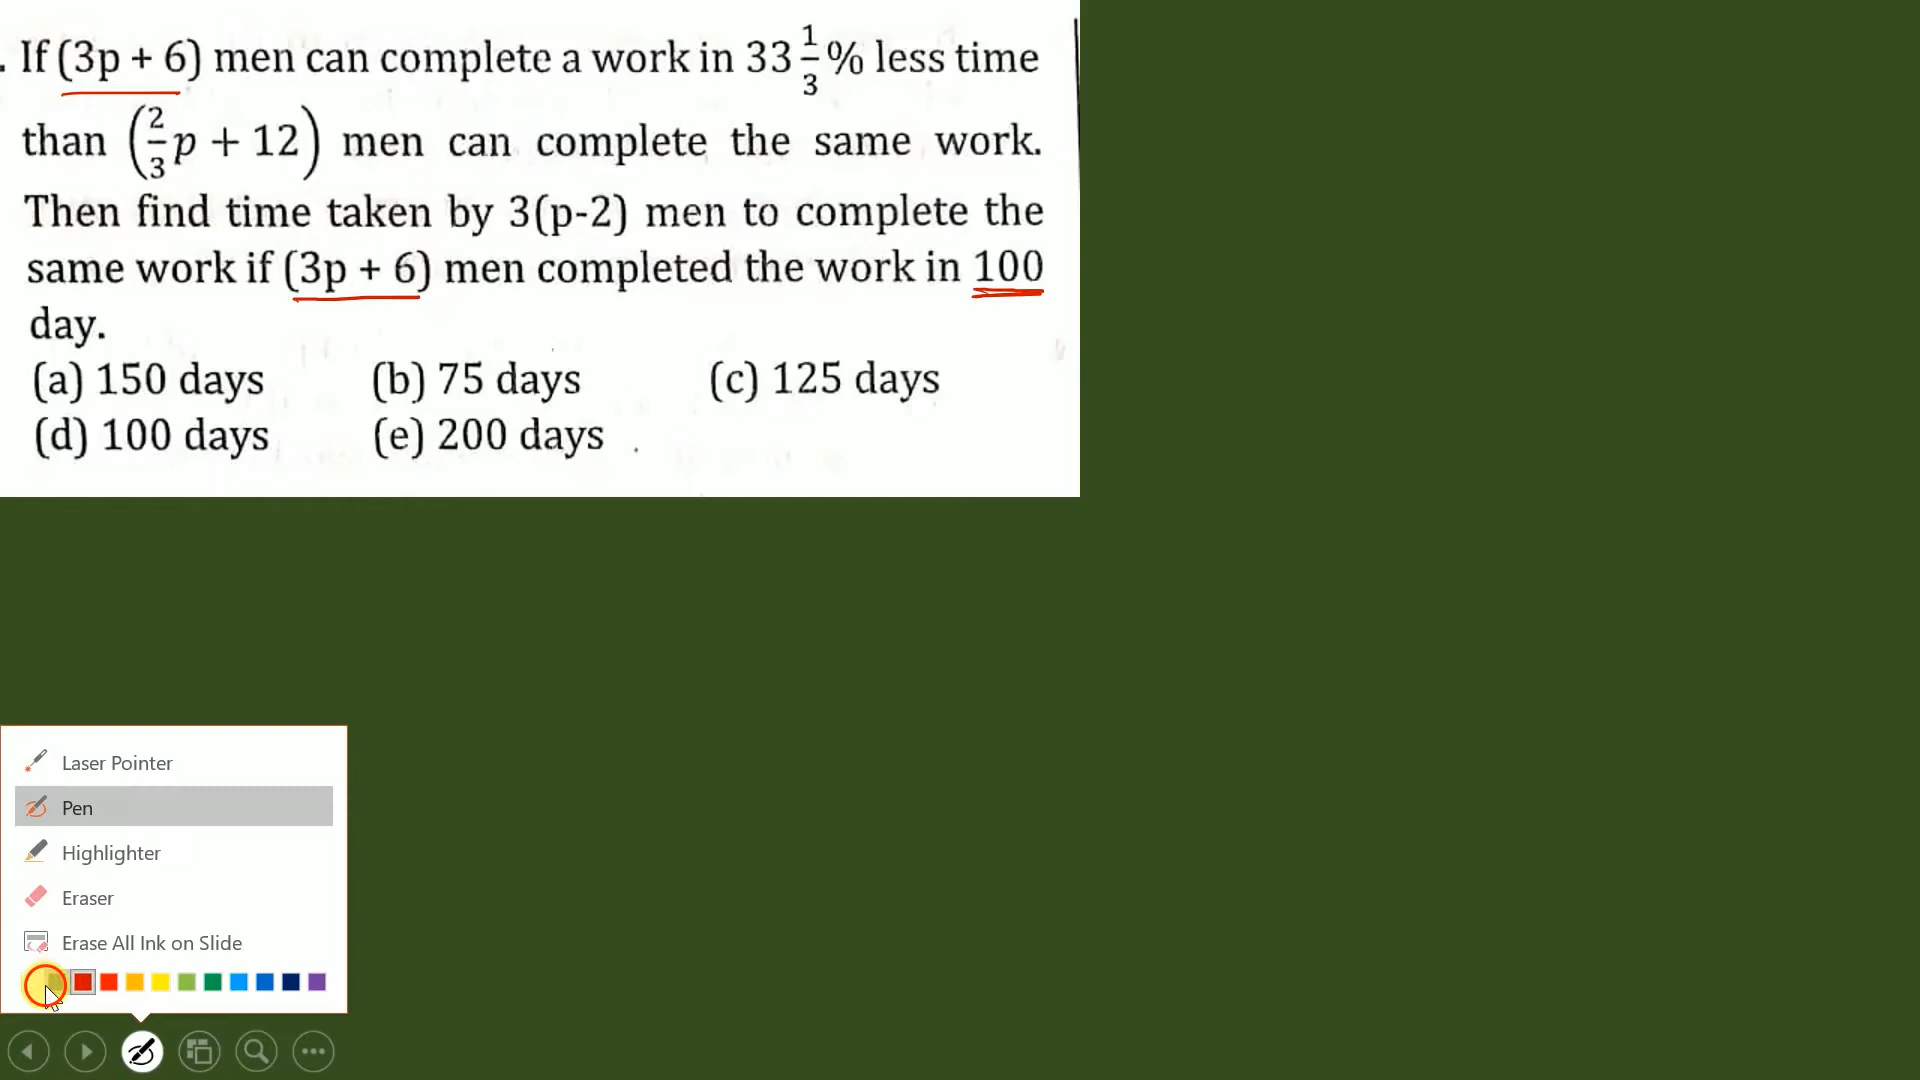 . If (3p + 6) men can complete a work in 33 1/3 % less time
than (2/3 p + 12) men can complete the same work.
Then find time taken by 3(p-2) men to complete the
same work if (3p + 6) men completed the work in 100
day.
(a) 150 days (b) 75 days (c) 125 days
(d) 100 days (e) 200 days
Laser Pointer
Pen
Highlighter
Eraser
Erase All Ink on Slide